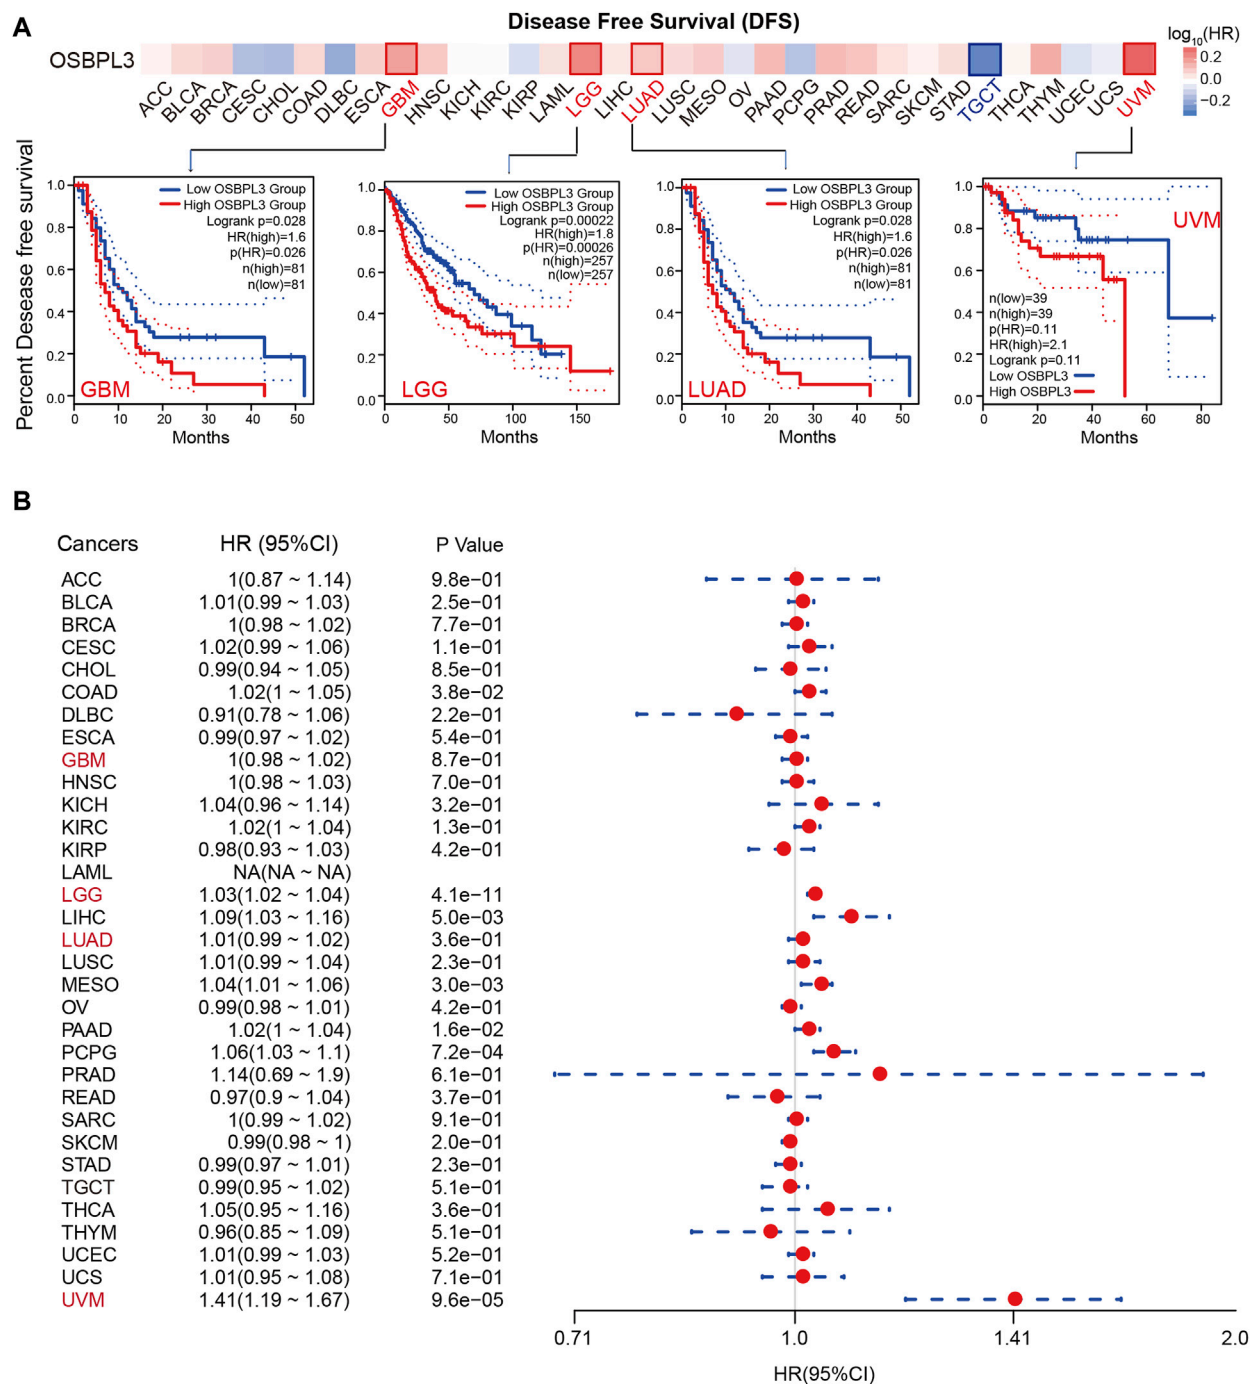 A
Disease Free Survival (DFS)
log10(HR)
OSBPL3
0.2
0.0
−0.2
ACC
BLCA
BRCA
CESC
CHOL
COAD
DLBC
ESCA
GBM
HNSC
KICH
KIRC
KIRP
LAML
LGG
LIHC
LUAD
LUSC
MESO
OV
PAAD
PCPG
PRAD
READ
SARC
SKCM
STAD
TGCT
THCA
THYM
UCEC
UCS
UVM
Percent Desease free survival
1.0
0.8
0.6
0.4
0.2
0.0
Low OSBPL3 Group
High OSBPL3 Group
Logrank p=0.028
HR(high)=1.6
p(HR)=0.026
n(high)=81
n(low)=81
GBM
0 10 20 30 40 50
Months
1.0
0.8
0.6
0.4
0.2
0.0
Low OSBPL3 Group
High OSBPL3 Group
Logrank p=0.00022
HR(high)=1.8
p(HR)=0.00026
n(high)=257
n(low)=257
LGG
0 50 100 150
Months
1.0
0.8
0.6
0.4
0.2
0.0
Low OSBPL3 Group
High OSBPL3 Group
Logrank p=0.028
HR(high)=1.6
p(HR)=0.026
n(high)=81
n(low)=81
LUAD
0 10 20 30 40 50
Months
1.0
0.8
0.6
0.4
0.2
0.0
UVM
n(low)=39
n(high)=39
p(HR)=0.11
HR(high)=2.1
Logrank p=0.11
Low OSBPL3
High OSBPL3
0 20 40 60 80
Months
B
Cancers HR (95%CI) P Value
ACC 1(0.87 ~ 1.14) 9.8e−01
BLCA 1.01(0.99 ~ 1.03) 2.5e−01
BRCA 1(0.98 ~ 1.02) 7.7e−01
CESC 1.02(0.99 ~ 1.06) 1.1e−01
CHOL 0.99(0.94 ~ 1.05) 8.5e−01
COAD 1.02(1 ~ 1.05) 3.8e−02
DLBC 0.91(0.78 ~ 1.06) 2.2e−01
ESCA 0.99(0.97 ~ 1.02) 5.4e−01
GBM 1(0.98 ~ 1.02) 8.7e−01
HNSC 1(0.98 ~ 1.03) 7.0e−01
KICH 1.04(0.96 ~ 1.14) 3.2e−01
KIRC 1.02(1 ~ 1.04) 1.3e−01
KIRP 0.98(0.93 ~ 1.03) 4.2e−01
LAML NA(NA ~ NA)
LGG 1.03(1.02 ~ 1.04) 4.1e−11
LIHC 1.09(1.03 ~ 1.16) 5.0e−03
LUAD 1.01(0.99 ~ 1.02) 3.6e−01
LUSC 1.01(0.99 ~ 1.04) 2.3e−01
MESO 1.04(1.01 ~ 1.06) 3.0e−03
OV 0.99(0.98 ~ 1.01) 4.2e−01
PAAD 1.02(1 ~ 1.04) 1.6e−02
PCPG 1.06(1.03 ~ 1.1) 7.2e−04
PRAD 1.14(0.69 ~ 1.9) 6.1e−01
READ 0.97(0.9 ~ 1.04) 3.7e−01
SARC 1(0.99 ~ 1.02) 9.1e−01
SKCM 0.99(0.98 ~ 1) 2.0e−01
STAD 0.99(0.97 ~ 1.01) 2.3e−01
TGCT 0.99(0.95 ~ 1.02) 5.1e−01
THCA 1.05(0.95 ~ 1.16) 3.6e−01
THYM 0.96(0.85 ~ 1.09) 5.1e−01
UCEC 1.01(0.99 ~ 1.03) 5.2e−01
UCS 1.01(0.95 ~ 1.08) 7.1e−01
UVM 1.41(1.19 ~ 1.67) 9.6e−05
0.71 1.0 1.41 2.0
HR(95%CI)